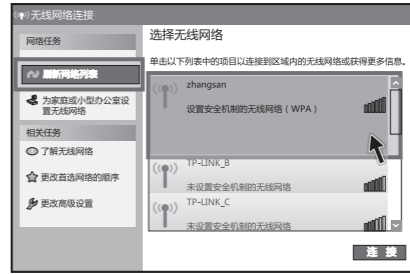 无线网络连接
网络任务
刷新网络列表
为家庭或小型办公室设
置无线网络
相关任务
了解无线网络
更改首选网络的顺序
更改高级设置
选择无线网络
单击以下列表中的项目以连接到区域内的无线网络或获得更多信息。
zhangsan
设置安全机制的无线网络（WPA）
TP-LINK_B
未设置安全机制的无线网络
TP-LINK_C
未设置安全机制的无线网络
连 接